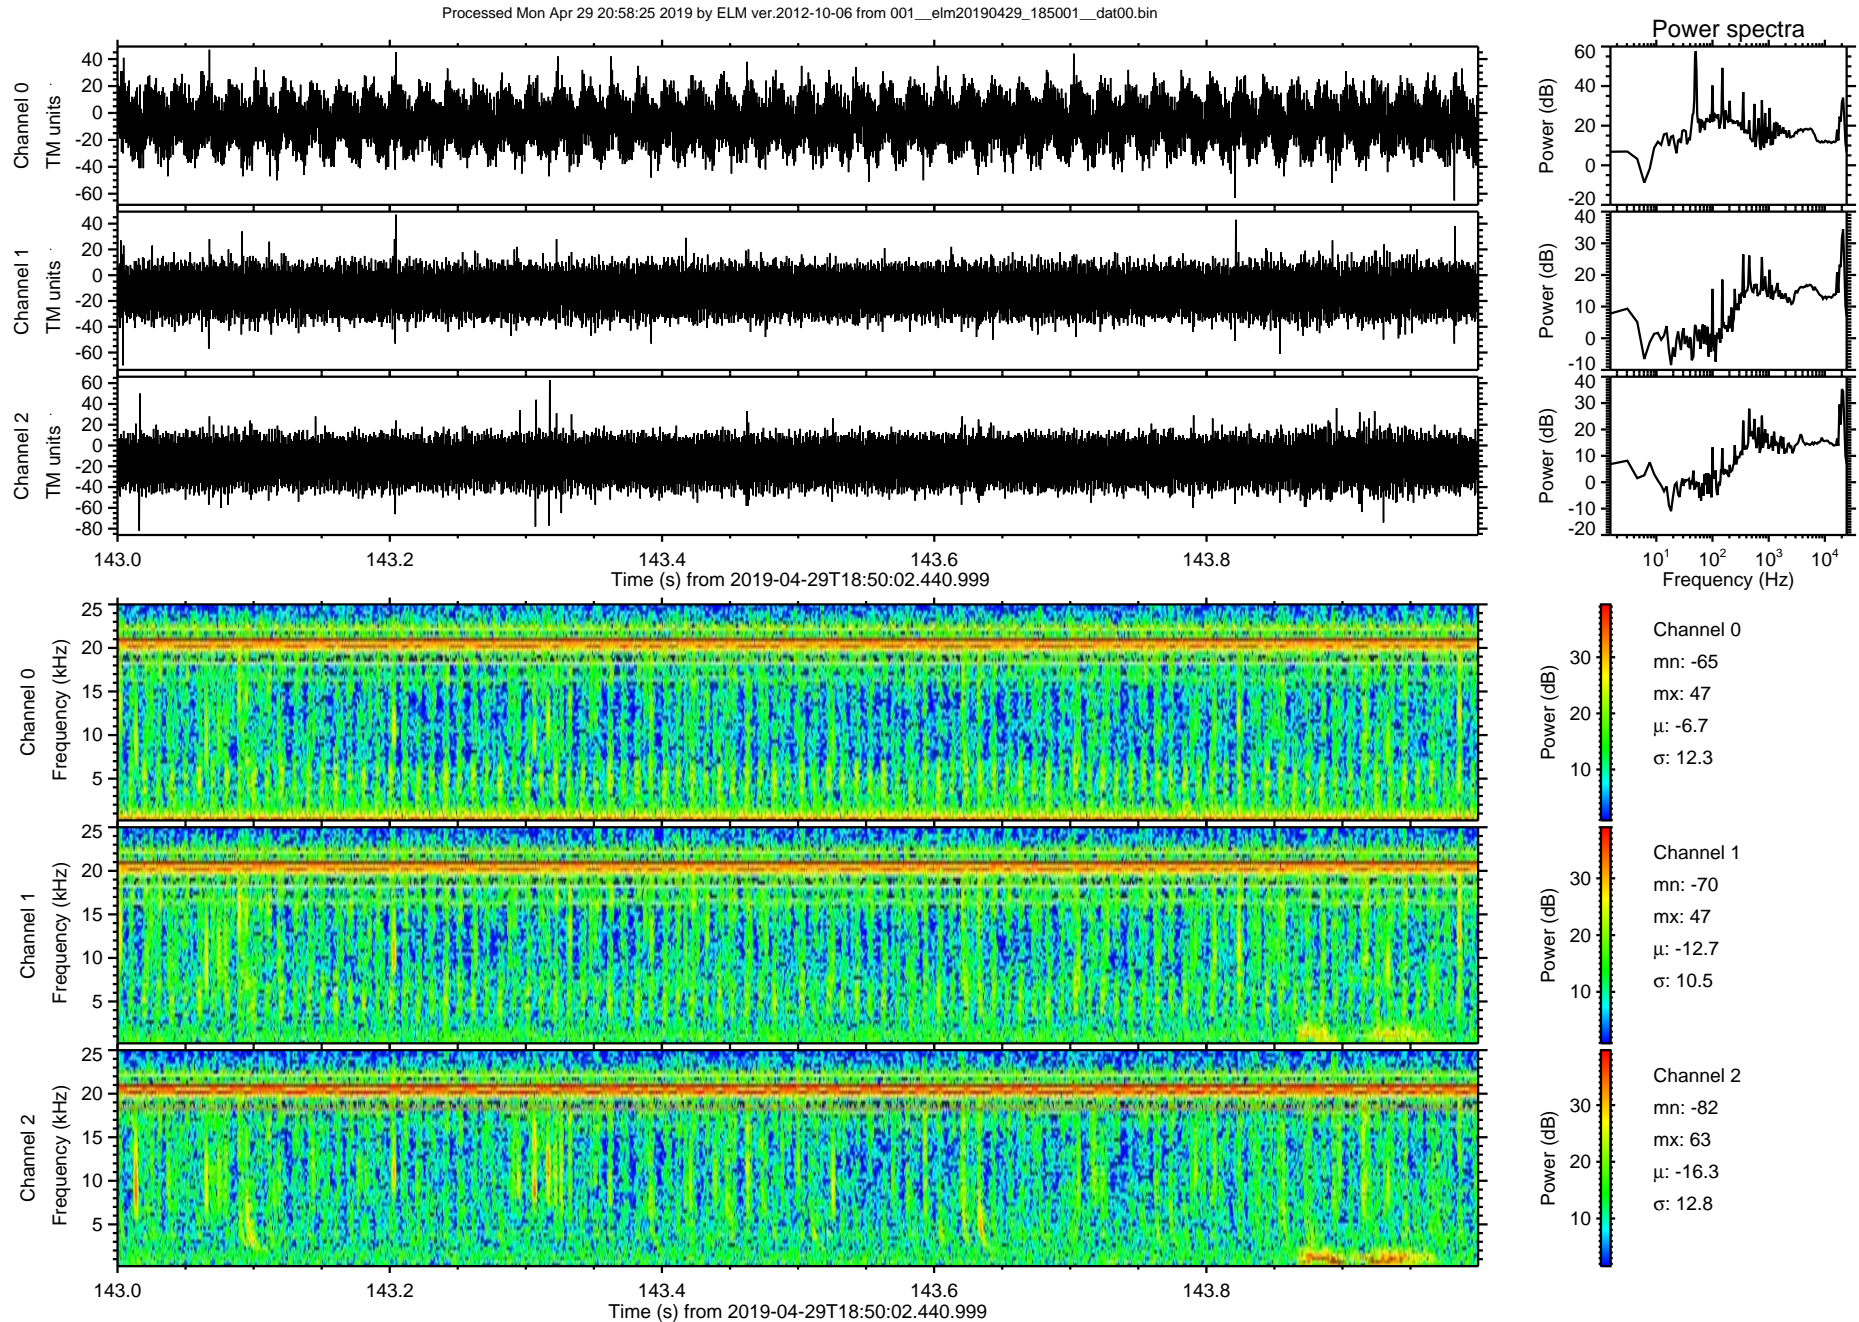 Processed Mon Apr 29 20:58:25 2019 by ELM ver.2012-10-06 from 001__elm20190429_185001__dat00.bin
Power spectra
Channel 0
TM units
40
20
0
-20
-40
-60
Power (dB)
60
40
20
0
-20
Channel 1
TM units
40
20
0
-20
-40
-60
Power (dB)
40
30
20
10
0
-10
Channel 2
TM units
60
40
20
0
-20
-40
-60
-80
Power (dB)
40
30
20
10
0
-10
-20
143.0 143.2 143.4 143.6 143.8
Time (s) from 2019-04-29T18:50:02.440.999
10¹ 10² 10³ 10⁴
Frequency (Hz)
Channel 0
Frequency (kHz)
25
20
15
10
5
Power (dB)
30
20
10
Channel 0
mn: -65
mx: 47
μ: -6.7
σ: 12.3
Channel 1
Frequency (kHz)
25
20
15
10
5
Power (dB)
30
20
10
Channel 1
mn: -70
mx: 47
μ: -12.7
σ: 10.5
Channel 2
Frequency (kHz)
25
20
15
10
5
Power (dB)
30
20
10
Channel 2
mn: -82
mx: 63
μ: -16.3
σ: 12.8
143.0 143.2 143.4 143.6 143.8
Time (s) from 2019-04-29T18:50:02.440.999